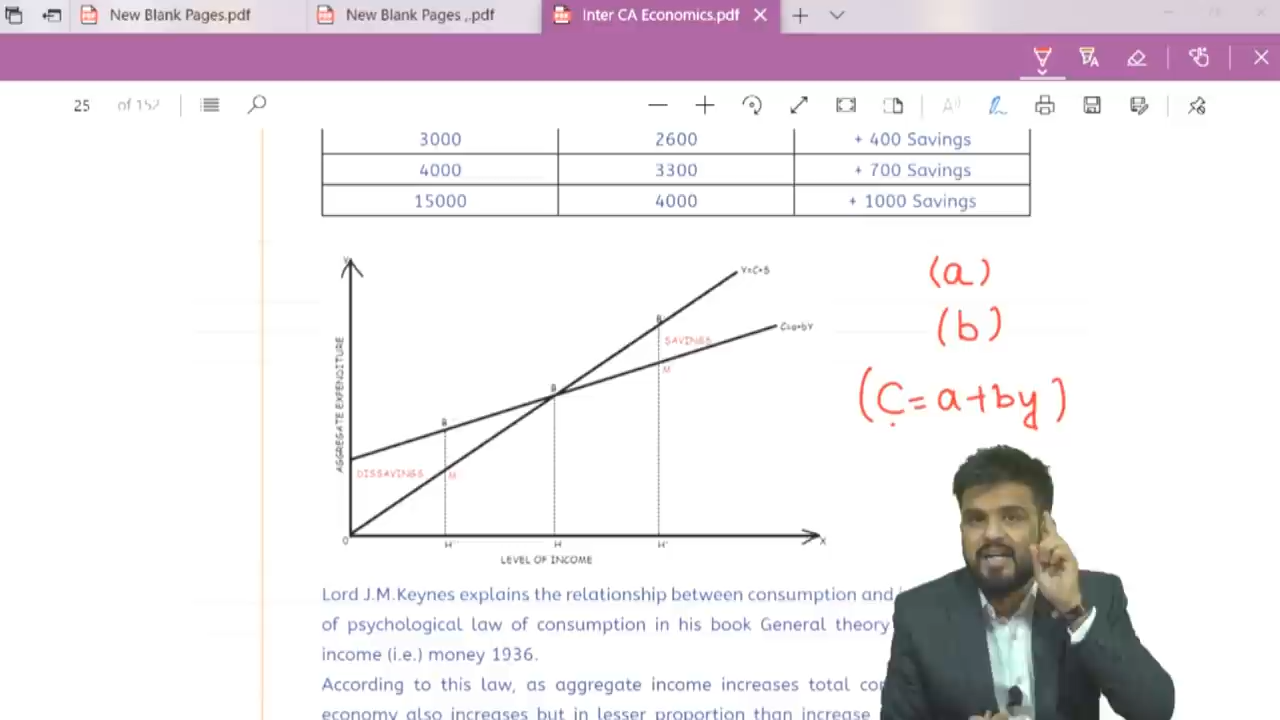 New Blank Pages.pdf
New Blank Pages ,.pdf
Inter CA Economics.pdf
25 of 152
3000 2600 + 400 Savings
4000 3300 + 700 Savings
15000 4000 + 1000 Savings
Y=C+S
(a)
(b)
C=a+bY
SAVINGS
M
B
(C=a+by)
AGGREGATE EXPENDITURE
DISSAVINGS
M
O
H
X
LEVEL OF INCOME
Lord J.M.Keynes explains the relationship between consumption and
of psychological law of consumption in his book General theory
income (i.e.) money 1936.
According to this law, as aggregate income increases total
economy also increases but in lesser proportion than increase